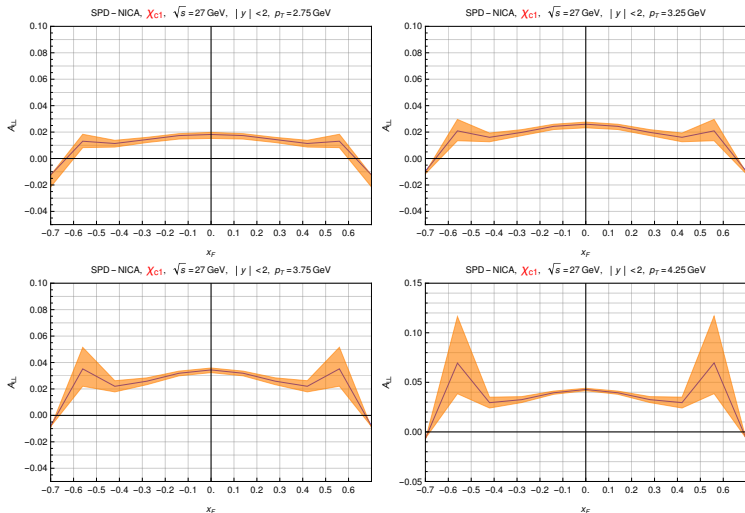 SPD-NICA, χc1, √s=27 GeV, |y|<2, pT=2.75 GeV
0.10
0.08
0.06
0.04
0.02
0.00
-0.02
-0.04
ALL
-0.7 -0.6 -0.5 -0.4 -0.3 -0.2 -0.1 0. 0.1 0.2 0.3 0.4 0.5 0.6
xF
SPD-NICA, χc1, √s=27 GeV, |y|<2, pT=3.25 GeV
0.10
0.08
0.06
0.04
0.02
0.00
-0.02
-0.04
ALL
-0.7 -0.6 -0.5 -0.4 -0.3 -0.2 -0.1 0. 0.1 0.2 0.3 0.4 0.5 0.6
xF
SPD-NICA, χc1, √s=27 GeV, |y|<2, pT=3.75 GeV
0.10
0.08
0.06
0.04
0.02
0.00
-0.02
-0.04
ALL
-0.7 -0.6 -0.5 -0.4 -0.3 -0.2 -0.1 0. 0.1 0.2 0.3 0.4 0.5 0.6
xF
SPD-NICA, χc1, √s=27 GeV, |y|<2, pT=4.25 GeV
0.15
0.10
0.05
0.00
-0.05
ALL
-0.7 -0.6 -0.5 -0.4 -0.3 -0.2 -0.1 0. 0.1 0.2 0.3 0.4 0.5 0.6
xF